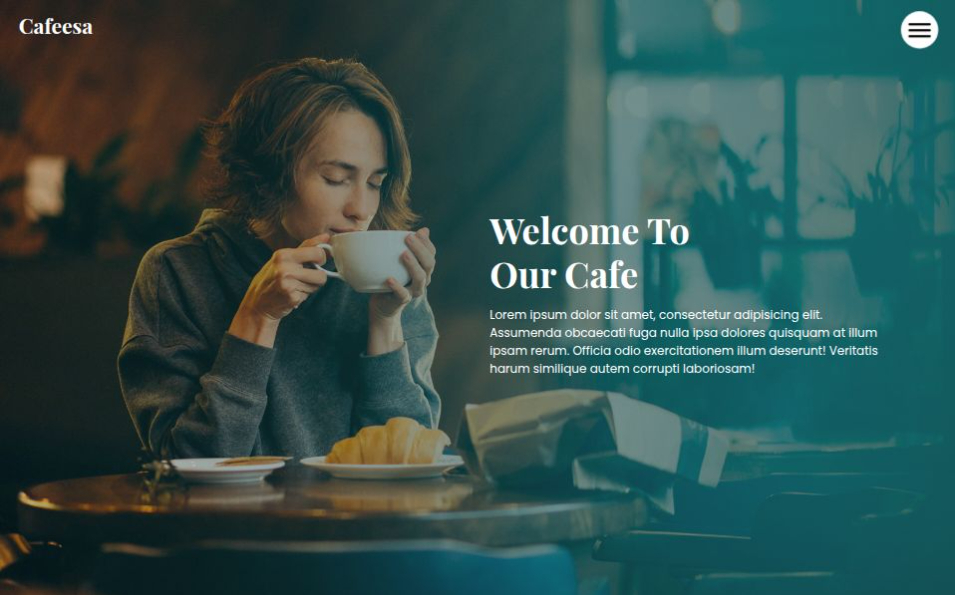 Cafeesa
Welcome To
Our Cafe
Lorem ipsum dolor sit amet, consectetur adipisicing elit.
Assumenda obcaecati fuga nulla ipsa dolores quisquam at illum
ipsam rerum. Officia odio exercitationem illum deserunt! Veritatis
harum similique autem corrupti laboriosam!